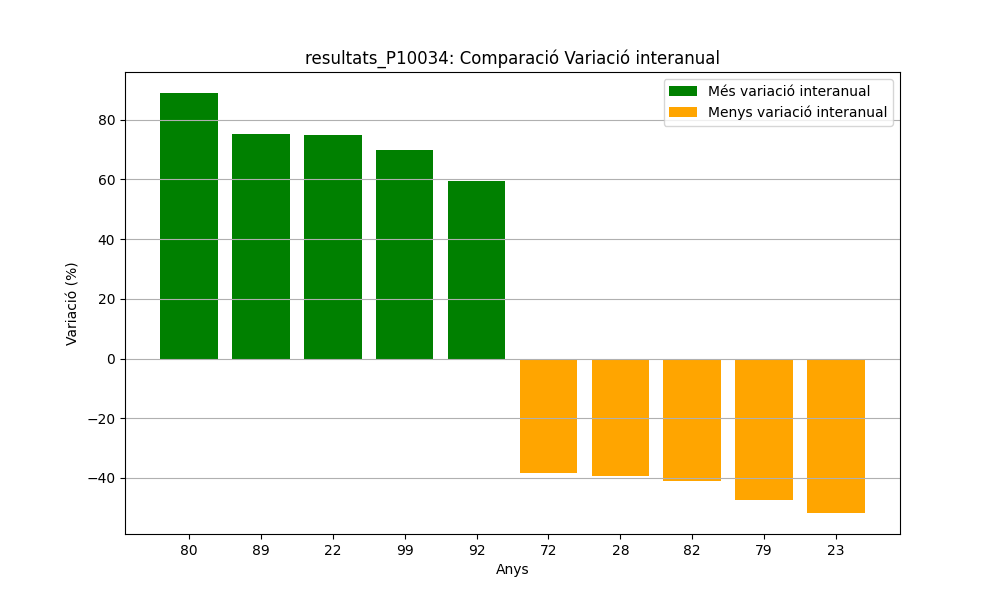 resultats_P10034: Comparació Variació interanual
Més variació interanual
Menys variació interanual
Variació (%)
80
60
40
20
0
−20
−40
80 89 22 99 92 72 28 82 79 23
Anys